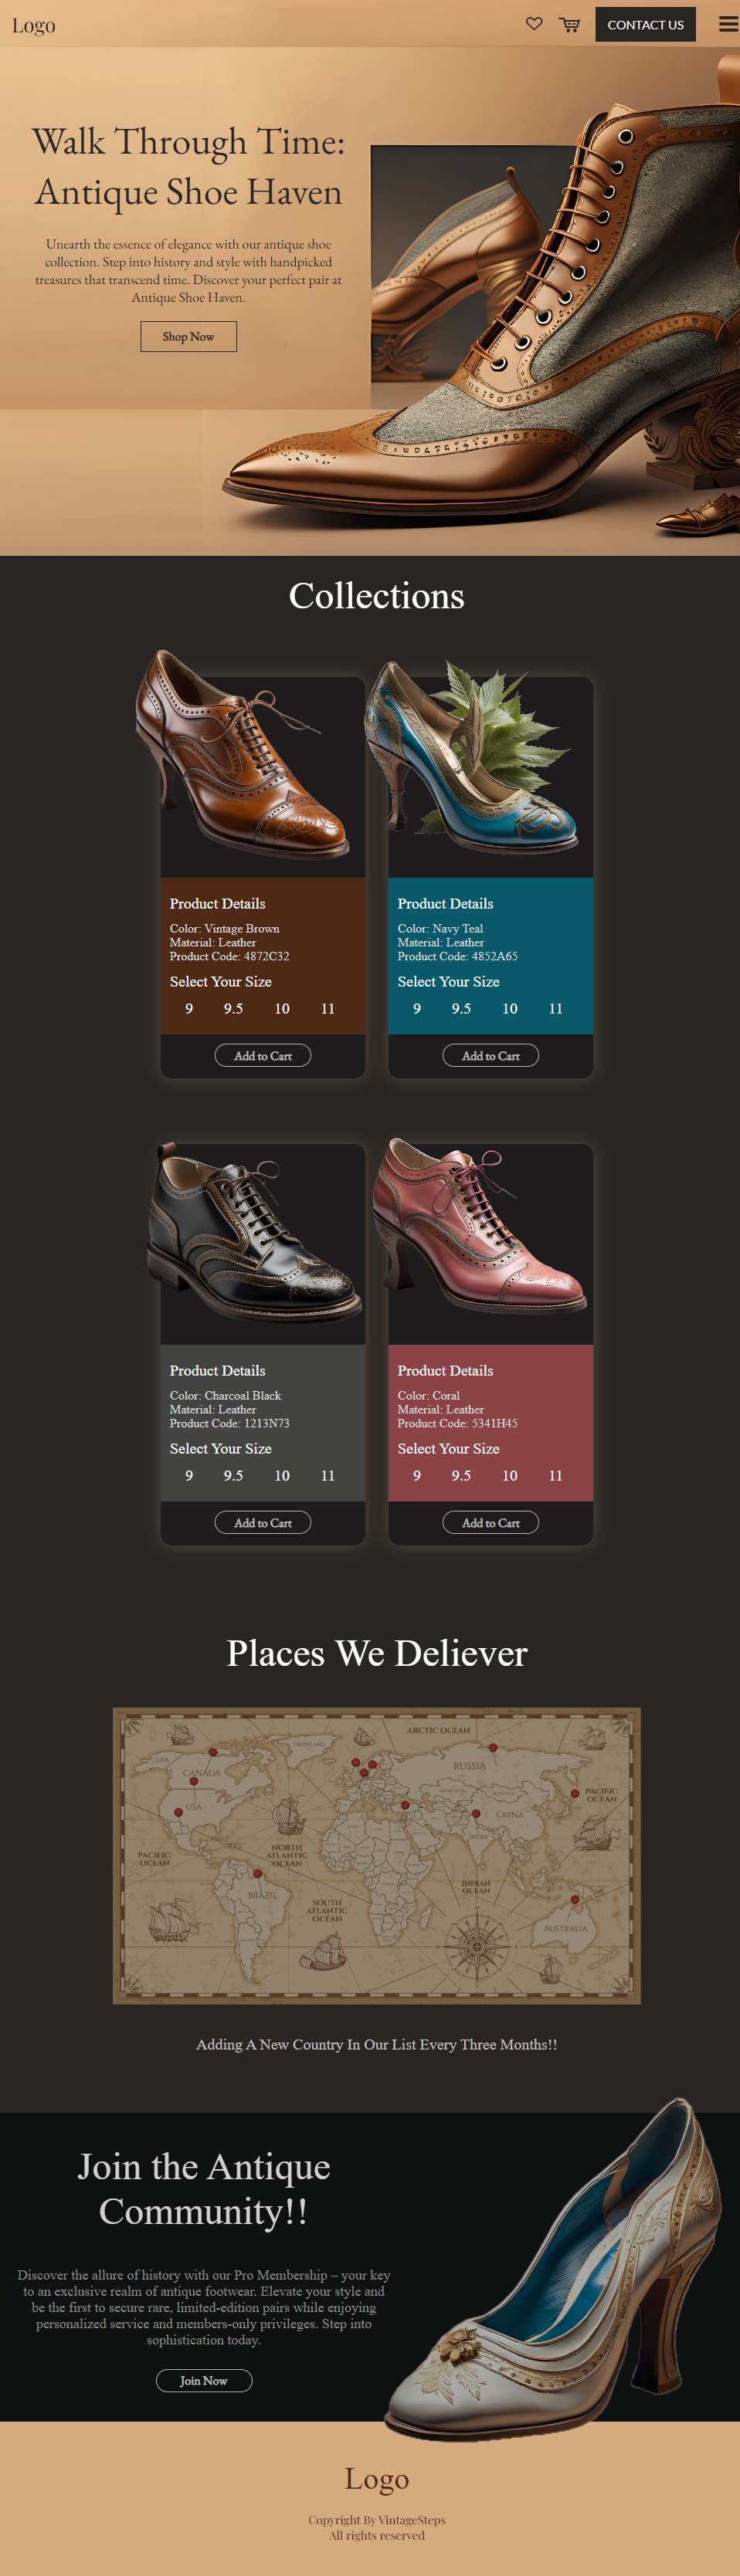 Logo
CONTACT US
Walk Through Time:
Antique Shoe Haven
Unearth the essence of elegance with our antique shoe
collection. Step into history and style with handpicked
treasures that transcend time. Discover your perfect pair at
Antique Shoe Haven.
Shop Now
Collections
Product Details
Color: Vintage Brown
Material: Leather
Product Code: 4872C32
Select Your Size
9 9.5 10 11
Add to Cart
Product Details
Color: Navy Teal
Material: Leather
Product Code: 4852A65
Select Your Size
9 9.5 10 11
Add to Cart
Product Details
Color: Charcoal Black
Material: Leather
Product Code: 1213N73
Select Your Size
9 9.5 10 11
Add to Cart
Product Details
Color: Coral
Material: Leather
Product Code: 5341H45
Select Your Size
9 9.5 10 11
Add to Cart
Places We Deliever
ARCTIC OCEAN
GREENLAND
USA
CANADA
RUSSIA
USA
CHINA
PACIFIC
OCEAN
INDIA
PACIFIC
OCEAN
NORTH
ATLANTIC
OCEAN
BRAZIL
SOUTH
ATLANTIC
OCEAN
INDIAN
OCEAN
AUSTRALIA
Adding A New Country In Our List Every Three Months!!
Join the Antique
Community!!
Discover the allure of history with our Pro Membership – your key
to an exclusive realm of antique footwear. Elevate your style and
be the first to secure rare, limited-edition pairs while enjoying
personalized service and members-only privileges. Step into
sophistication today.
Join Now
Logo
Copyright By VintageSteps
All rights reserved